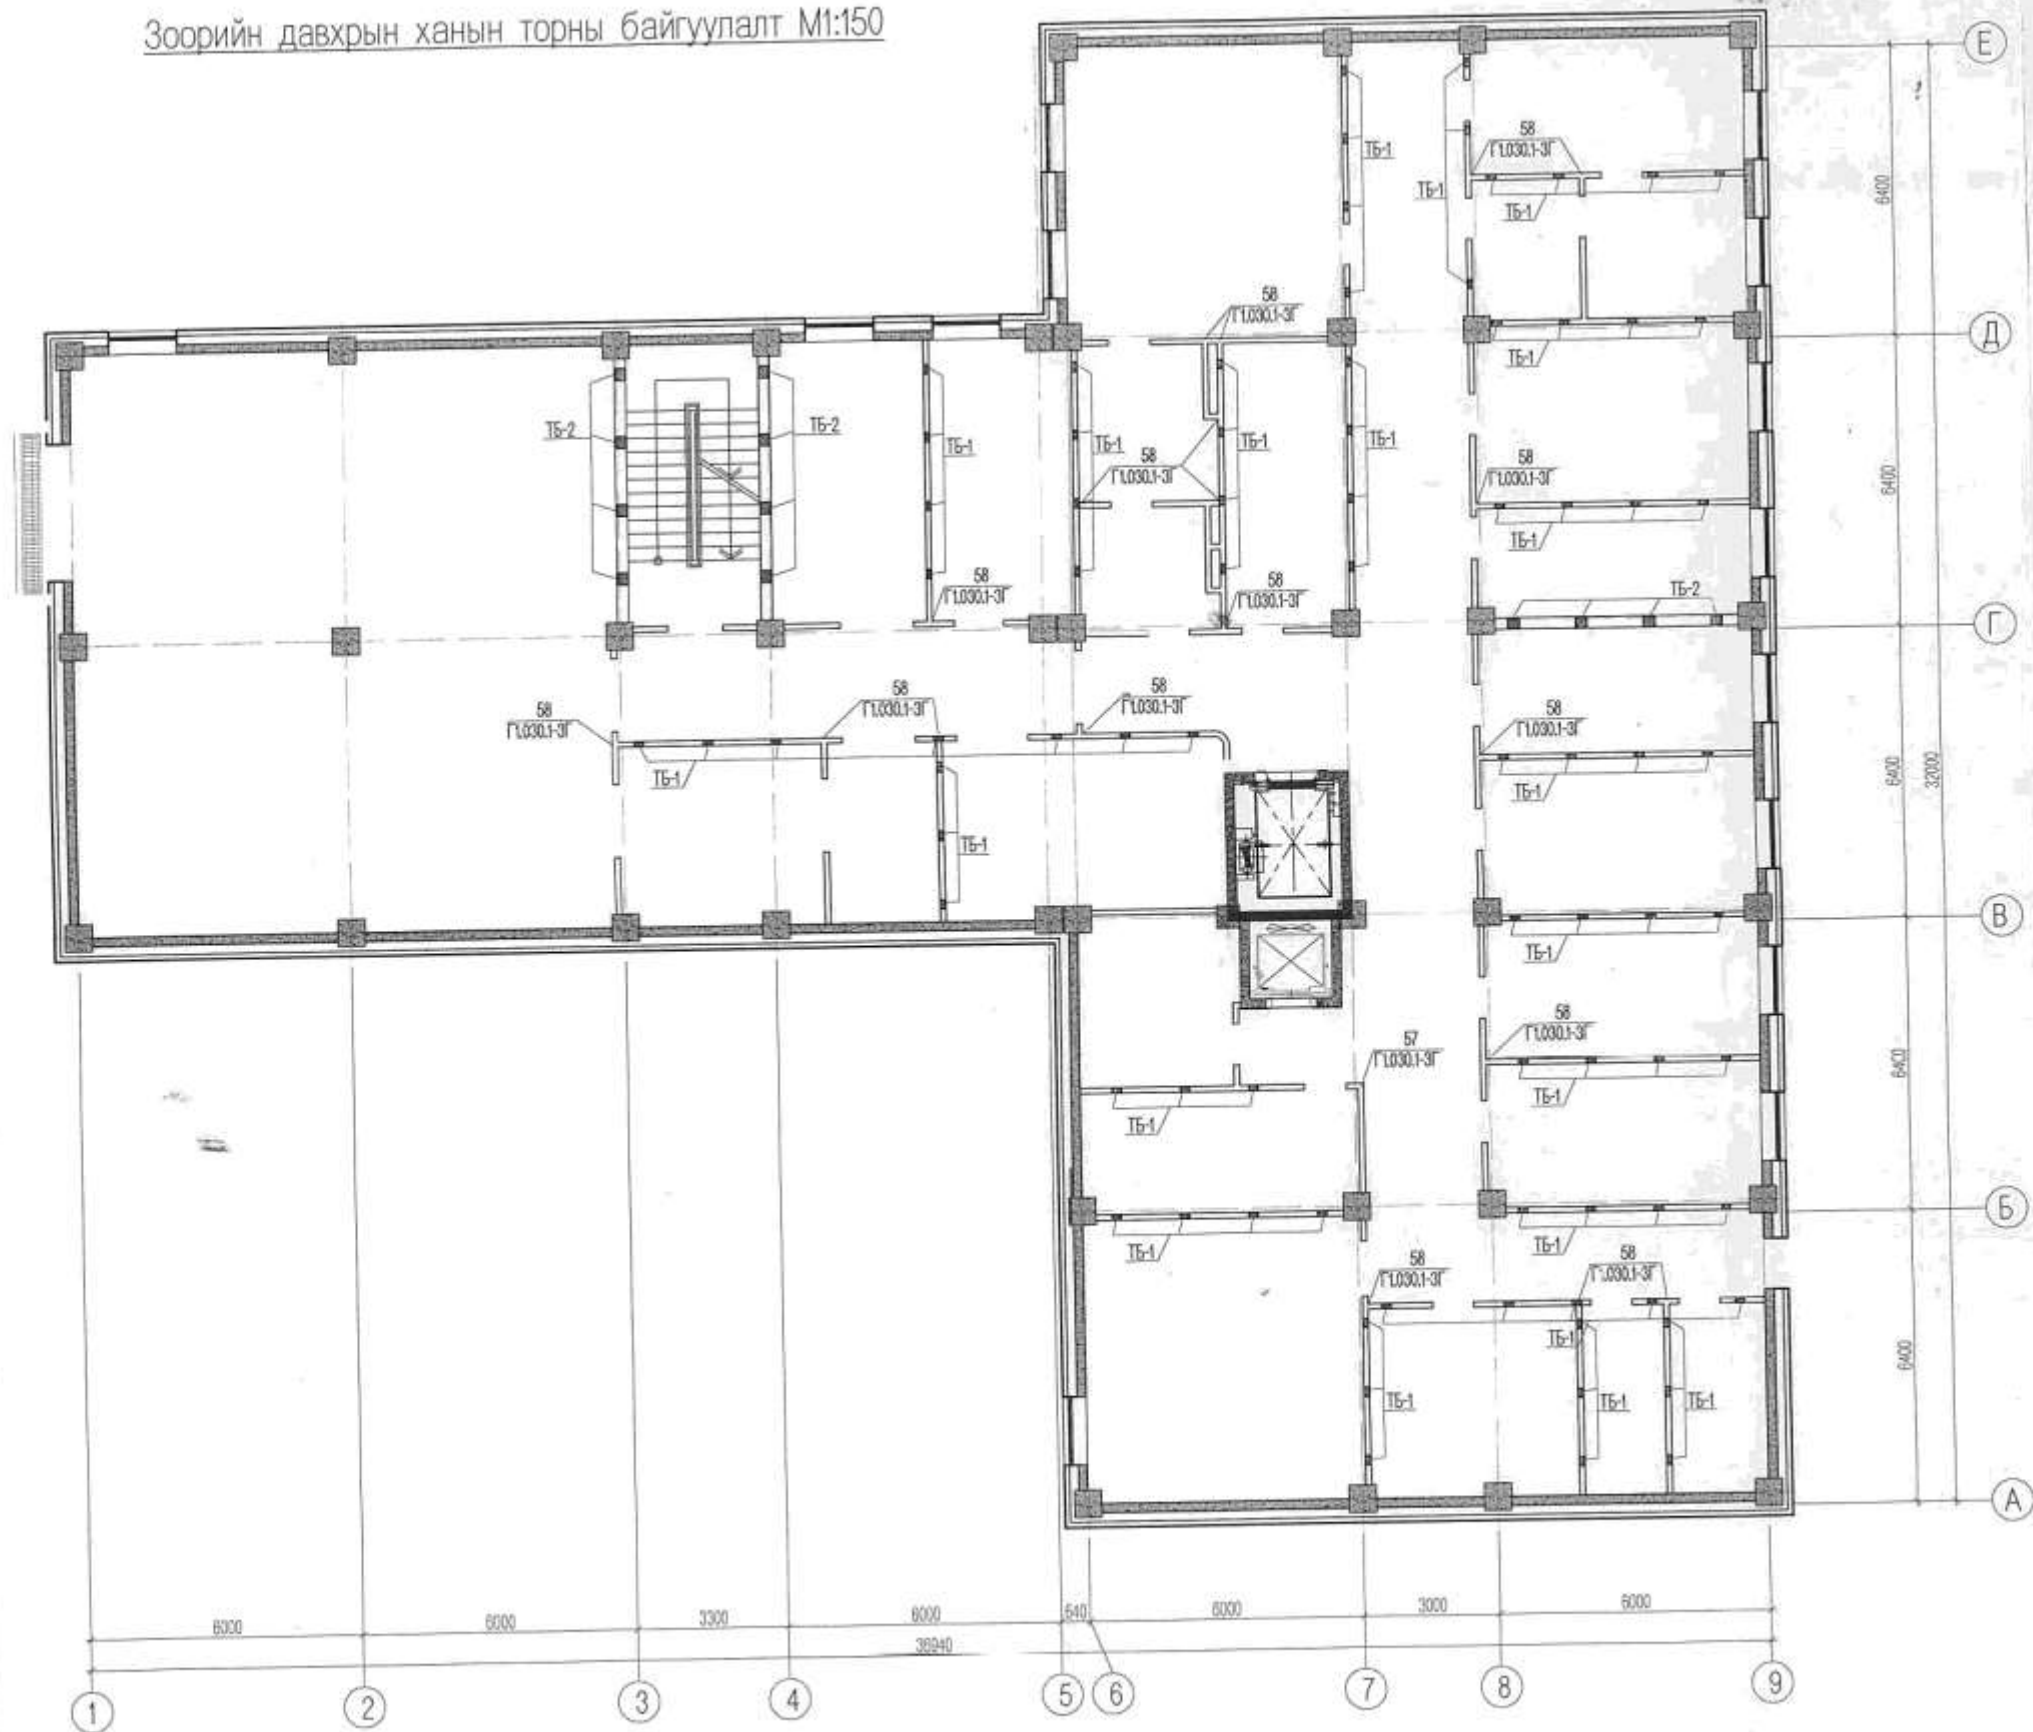 Зоорийн давхрын ханын торны байгуулалт М1:150
Е
58
Г1.030.1-3Г
ТБ-1
ТБ-1
ТБ-1
6400
58
Г1.030.1-3Г
Д
ТБ-1
ТБ-2
ТБ-2
ТБ-1
ТБ-1
58
Г1.030.1-3Г
ТБ-1
ТБ-1
58
Г1.030.1-3Г
6400
ТБ-1
58
Г1.030.1-3Г
58
Г1.030.1-3Г
ТБ-2
Г
58
Г1.030.1-3Г
58
Г1.030.1-3Г
58
Г1.030.1-3Г
58
Г1.030.1-3Г
ТБ-1
ТБ-1
6400
32000
ТБ-1
В
ТБ-1
58
Г1.030.1-3Г
57
Г1.030.1-3Г
6400
ТБ-1
ТБ-1
Б
ТБ-1
ТБ-1
58
Г1.030.1-3Г
58
Г1.030.1-3Г
ТБ-1
6400
ТБ-1
ТБ-1
ТБ-1
А
6000
6000
3300
6000
640
6000
3000
6000
36940
1
2
3
4
5
6
7
8
9